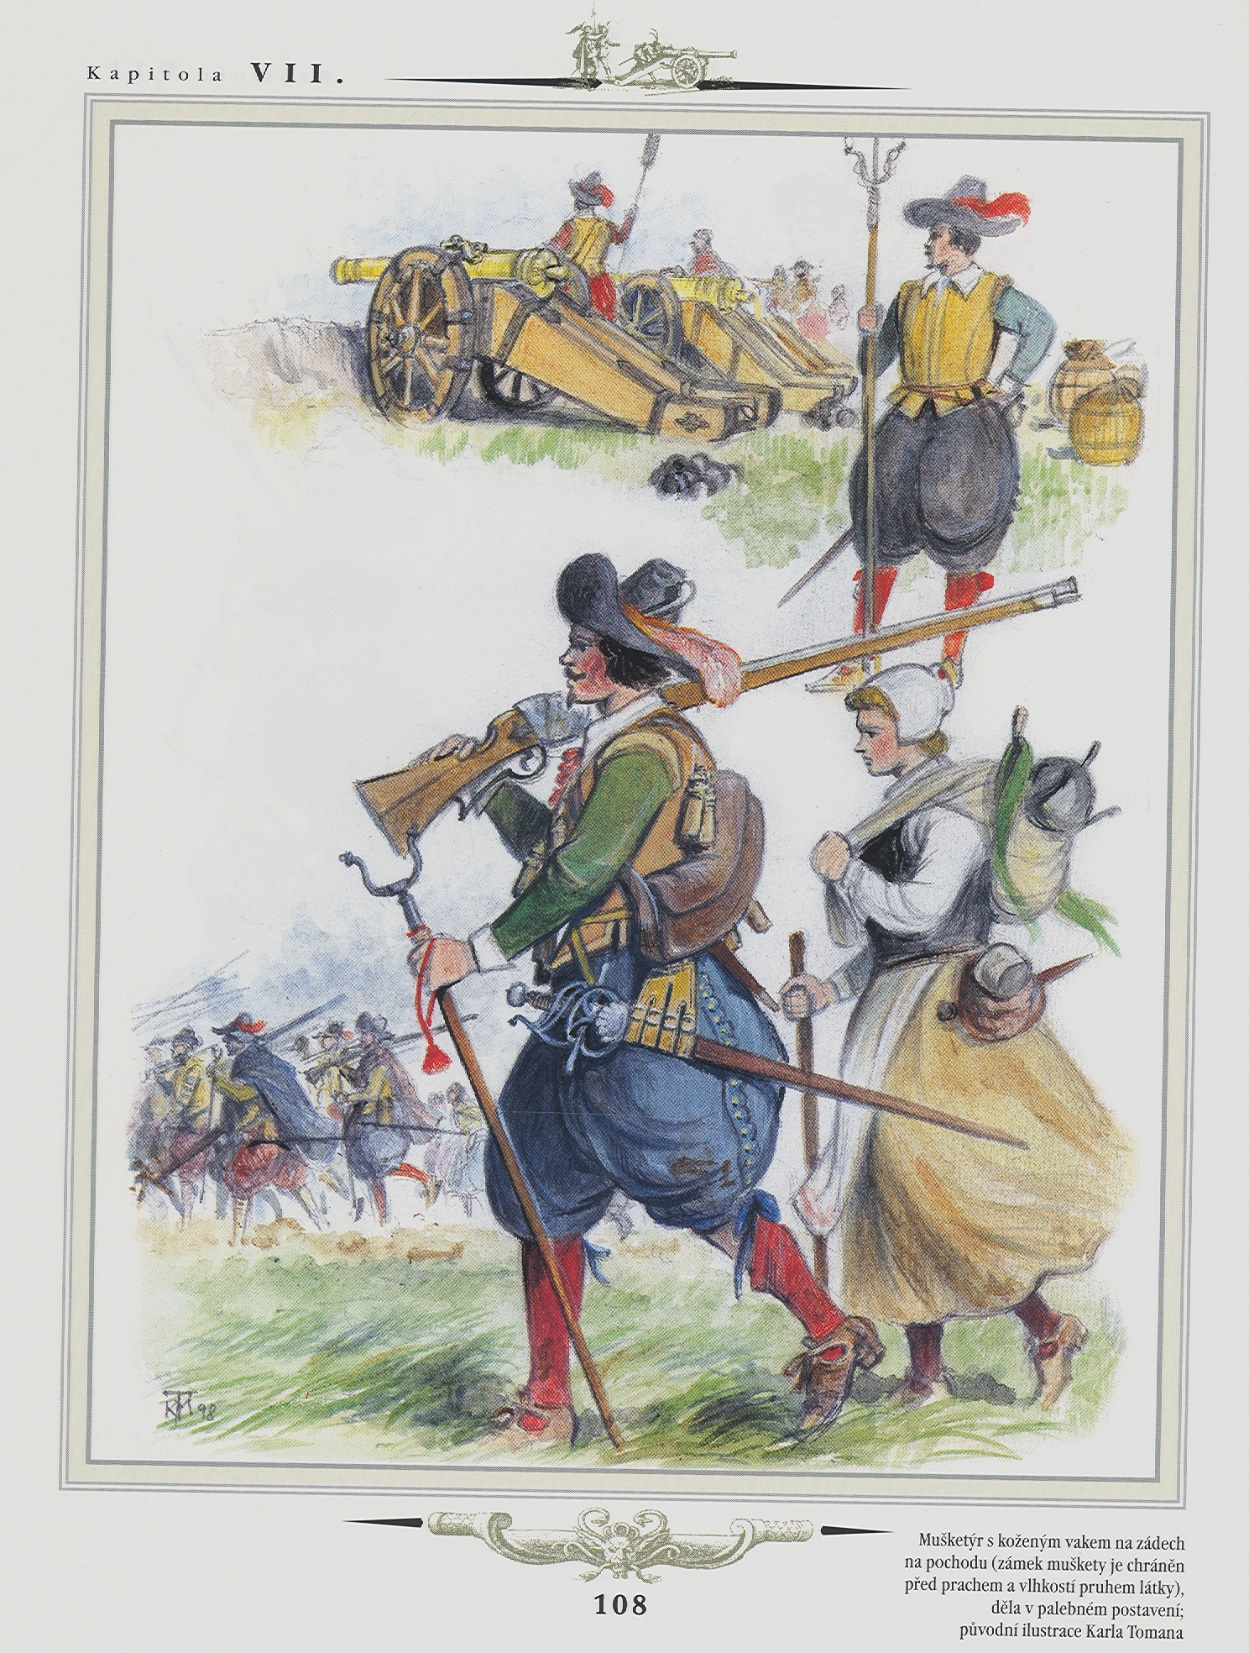 Kapitola VII.
98
108
Mušketýr s koženým vakem na zádech
na pochodu (zámek muškety je chráněn
před prachem a vlhkostí pruhem látky),
děla v palebném postavení;
původní ilustrace Karla Tomana